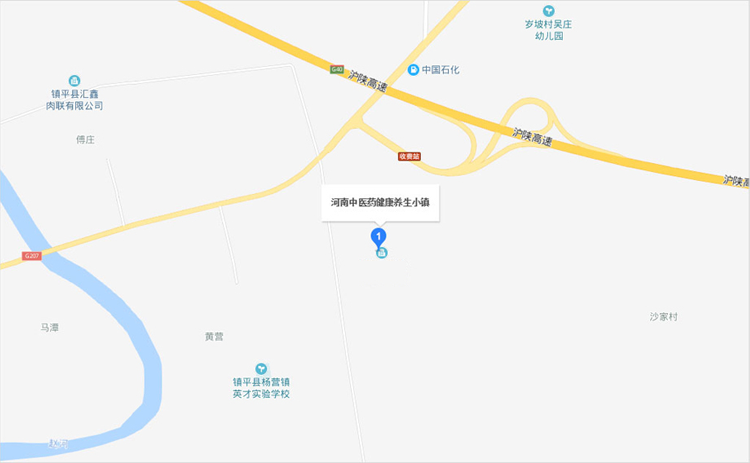 岁坡村吴庄
幼儿园
G40
沪陕高速
中国石化
镇平县汇鑫
肉联有限公司
傅庄
沪陕高速
收费站
沪陕高
河南中医药健康养生小镇
1
G207
马潭
黄营
沙家村
镇平县杨营镇
英才实验学校
赵河